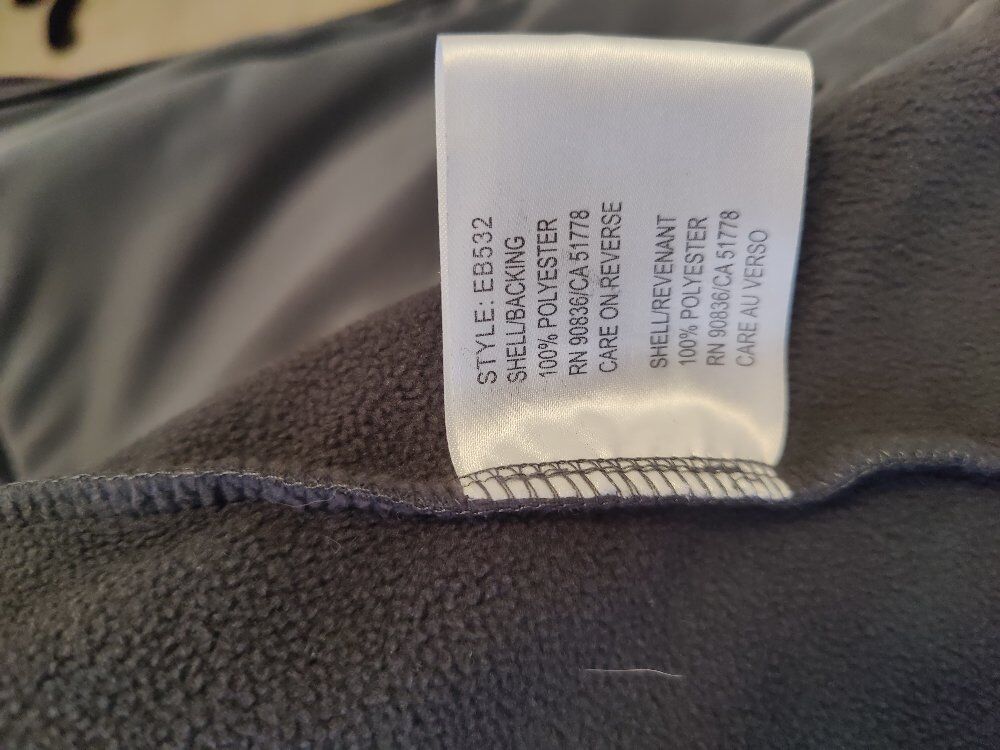 STYLE: EB532
SHELL/BACKING
100% POLYESTER
RN 90836/CA 51778
CARE ON REVERSE
SHELL/REVENANT
100% POLYESTER
RN 90836/CA 51778
CARE AU VERSO